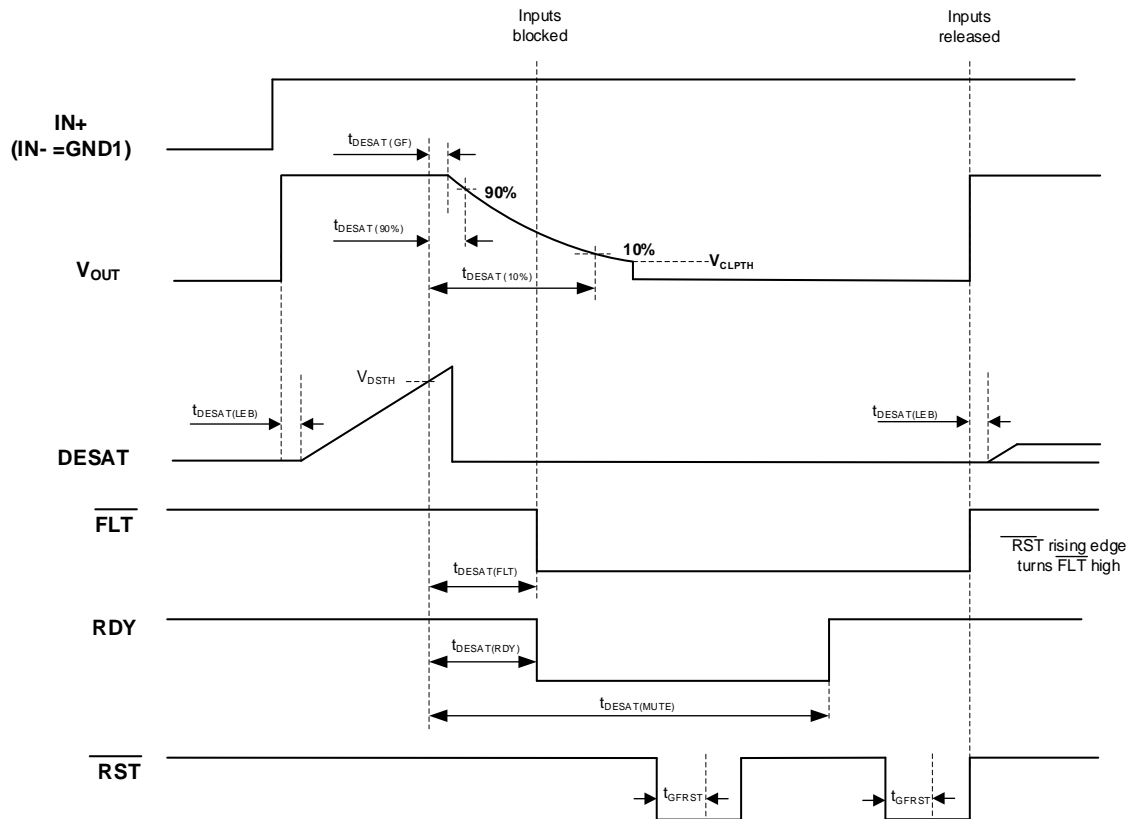 Inputs
blocked
Inputs
released
IN+
(IN- =GND1)
tDESAT(GF)
90%
tDESAT(90%)
10%
VCLPTH
VOUT
tDESAT(10%)
VDSTH
tDESAT(LEB)
tDESAT(LEB)
DESAT
FLT
RST rising edge
turns FLT high
tDESAT(FLT)
RDY
tDESAT(RDY)
tDESAT(MUTE)
RST
tGFRST
tGFRST